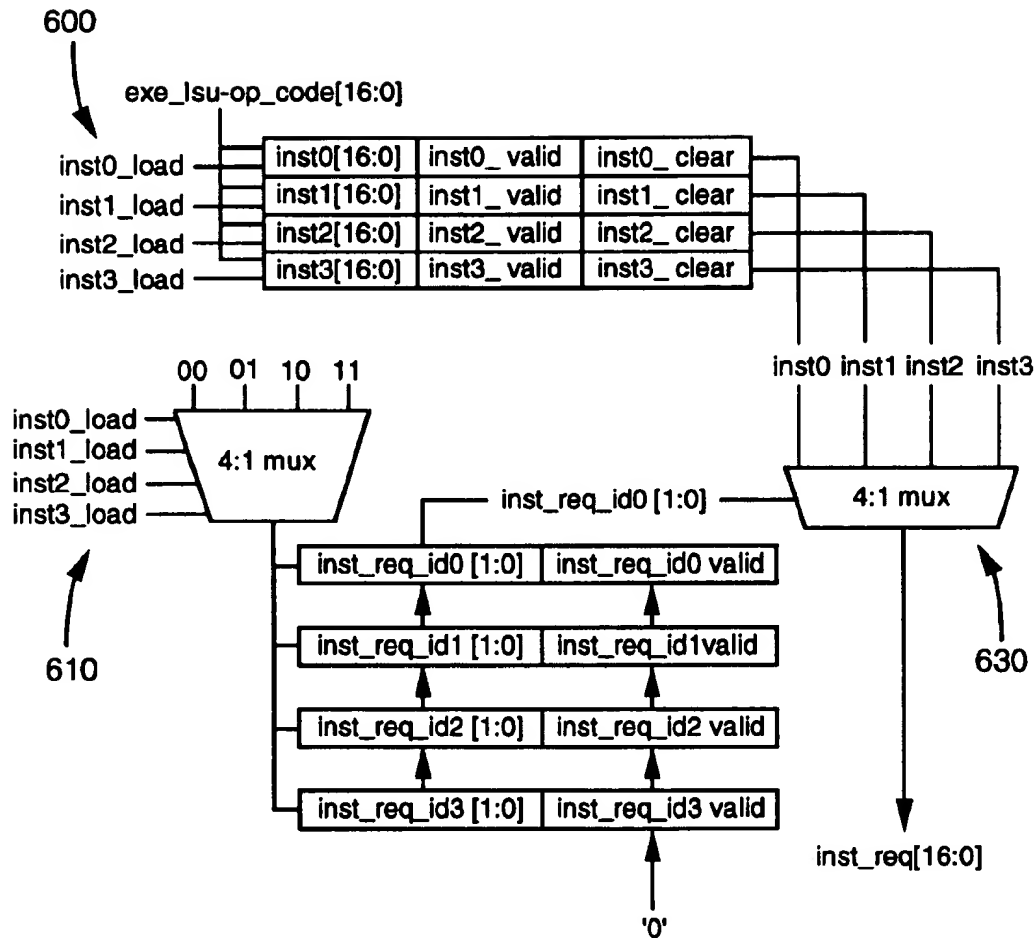 600
exe_lsu-op_code[16:0]
inst0_load inst0[16:0] inst0_ valid inst0_ clear
inst1_load inst1[16:0] inst1_ valid inst1_ clear
inst2_load inst2[16:0] inst2_ valid inst2_ clear
inst3_load inst3[16:0] inst3_ valid inst3_ clear
inst0 inst1 inst2 inst3
00 01 10 11
inst0_load
inst1_load
inst2_load
inst3_load
4:1 mux
inst_req_id0 [1:0]
4:1 mux
inst_req_id0 [1:0] inst_req_id0 valid
inst_req_id1 [1:0] inst_req_id1valid
inst_req_id2 [1:0] inst_req_id2 valid
inst_req_id3 [1:0] inst_req_id3 valid
610
630
inst_req[16:0]
'0'